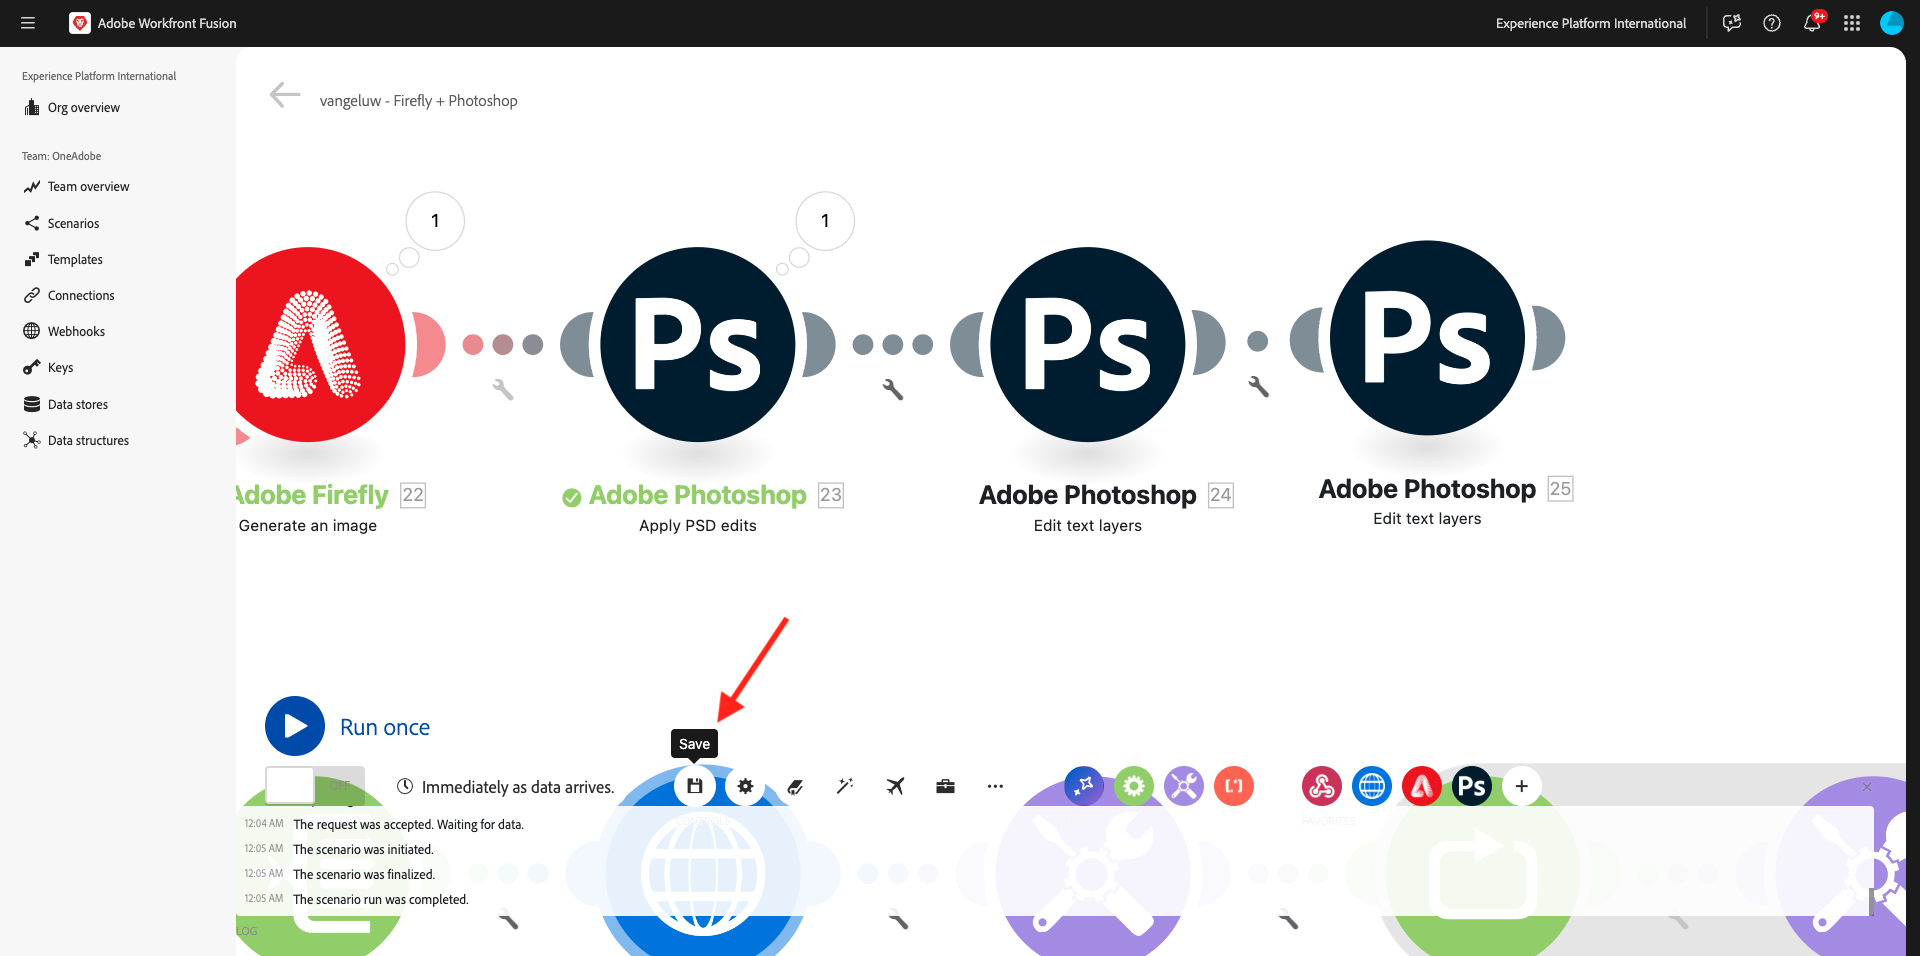 Adobe Workfront Fusion
Experience Platform International
9+
Experience Platform International
Org overview
Team: OneAdobe
Team overview
Scenarios
Templates
Connections
Webhooks
Keys
Data stores
Data structures
vangeluw - Firefly + Photoshop
1
1
Ps
Ps
Ps
Adobe Firefly 22
Generate an image
Adobe Photoshop 23
Apply PSD edits
Adobe Photoshop 24
Edit text layers
Adobe Photoshop 25
Edit text layers
Run once
Save
OFF
Immediately as data arrives.
Ps
CONTROLS
FAVORITES
12:04 AM The request was accepted. Waiting for data.
12:05 AM The scenario was initiated.
12:05 AM The scenario was finalized.
12:05 AM The scenario run was completed.
LOG